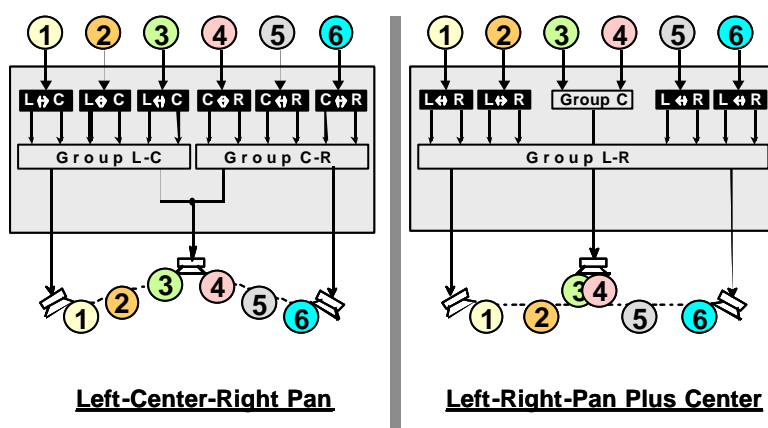 1 2 3 4 5 6
L C L C L C C R C R C R
Group L-C Group C-R
3 4
2 5
1 6
Left-Center-Right Pan
1 2 3 4 5 6
L R L R Group C L R L R
Group L-R
3 4
1 2 5 6
Left-Right-Pan Plus Center